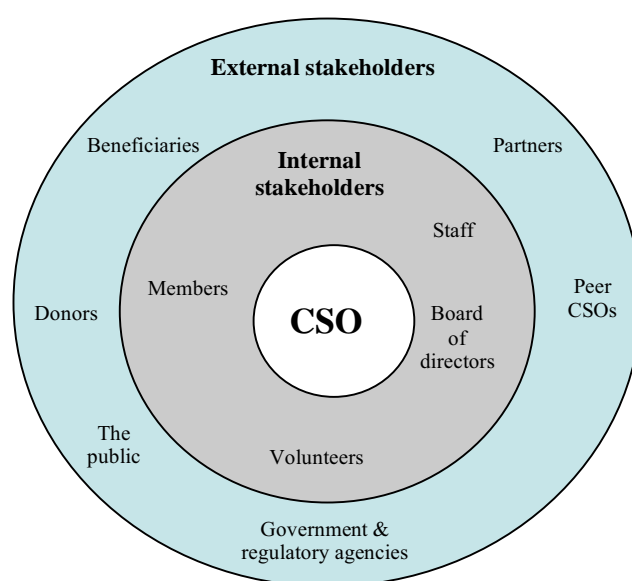 External stakeholders
Beneficiaries
Partners
Internal
stakeholders
Staff
Members
CSO
Board
of
directors
Donors
Peer
CSOs
The
public
Volunteers
Government &
regulatory agencies